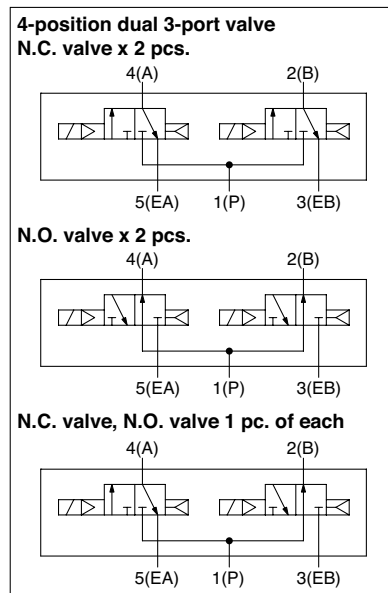 4-position dual 3-port valve
N.C. valve x 2 pcs.
4(A) 2(B)
5(EA) 1(P) 3(EB)
N.O. valve x 2 pcs.
4(A) 2(B)
5(EA) 1(P) 3(EB)
N.C. valve, N.O. valve 1 pc. of each
4(A) 2(B)
5(EA) 1(P) 3(EB)